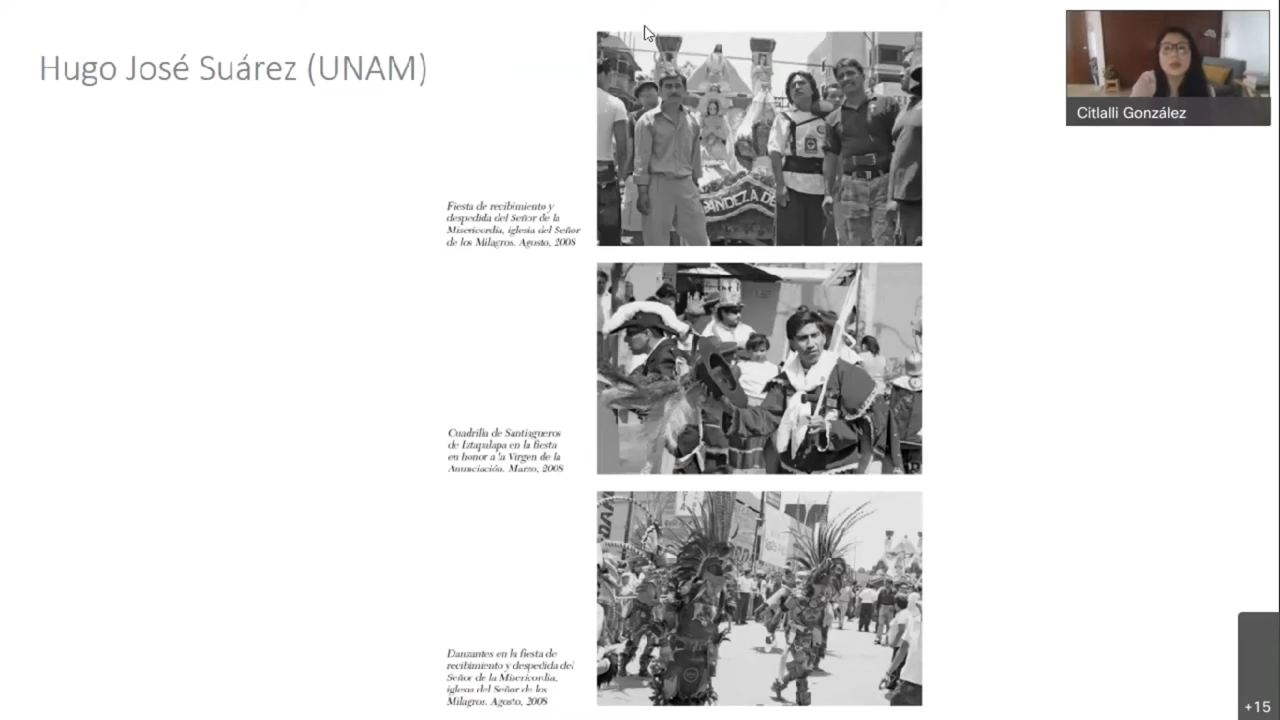 Hugo José Suárez (UNAM)
Citlalli González
PANDEZA DE
Fiesta de recibimiento y
despedida del Señor de la
Misericordia, iglesia del Señor
de los Milagros. Agosto, 2008
Cuadrilla de Santiagueros
de Iztapalapa en la fiesta
en honor a la Virgen de la
Anunciación. Marzo, 2008
Danzantes en la fiesta de
recibimiento y despedida del
Señor de la Misericordia,
iglesia del Señor de los
Milagros. Agosto, 2008
+15